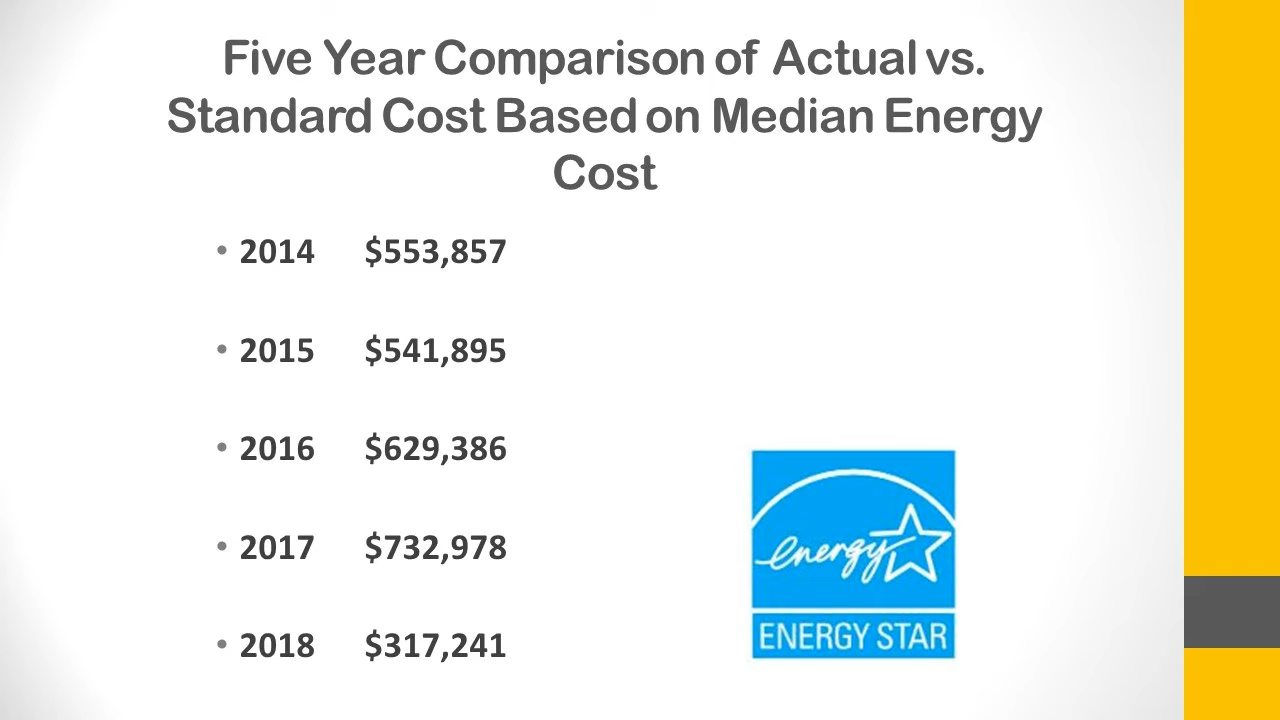 Five Year Comparison of Actual vs.
Standard Cost Based on Median Energy
Cost
• 2014 $553,857
• 2015 $541,895
• 2016 $629,386
• 2017 $732,978
• 2018 $317,241
energy
ENERGY STAR